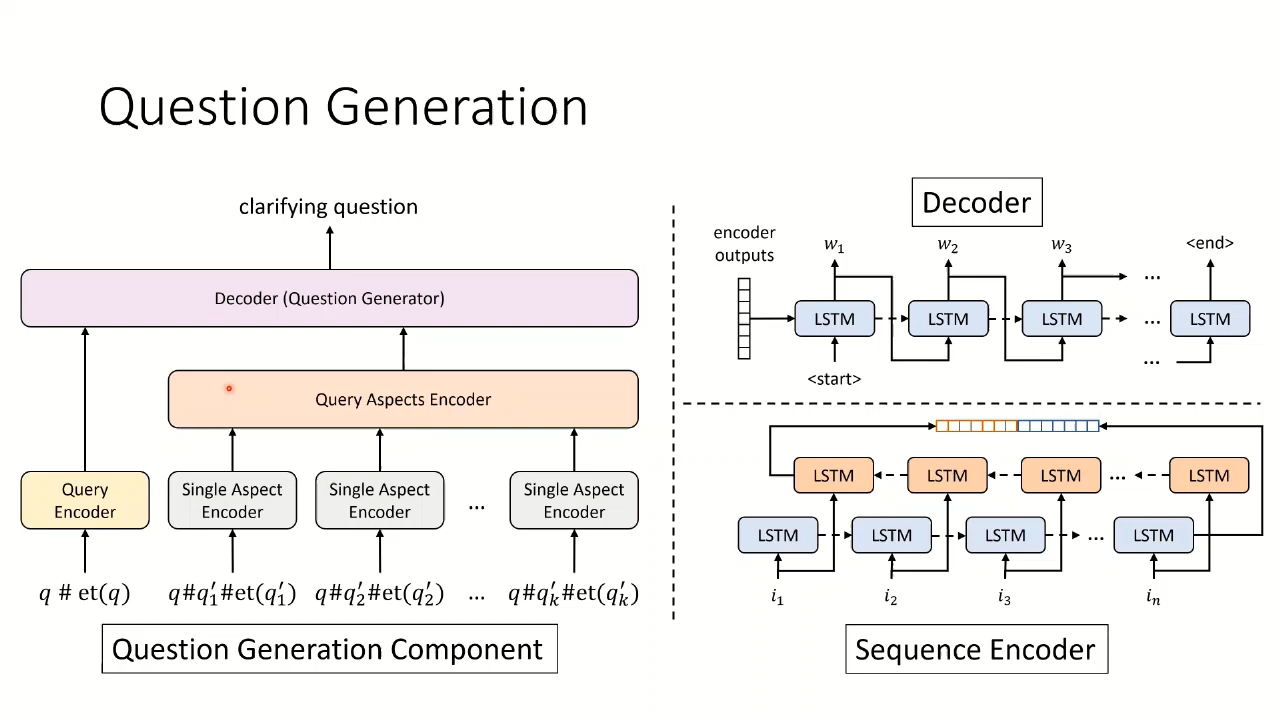 Question Generation
clarifying question
Decoder (Question Generator)
Query Aspects Encoder
Query
Encoder
Single Aspect
Encoder
Single Aspect
Encoder
...
Single Aspect
Encoder
q # et(q)
q#q′₁#et(q′₁)
q#q′₂#et(q′₂)
...
q#q′ₖ#et(q′ₖ)
Question Generation Component
Decoder
encoder
outputs
w₁
w₂
w₃
<end>
...
LSTM
LSTM
LSTM
...
LSTM
...
<start>
LSTM
LSTM
LSTM
...
LSTM
LSTM
LSTM
LSTM
...
LSTM
i₁
i₂
i₃
iₙ
Sequence Encoder